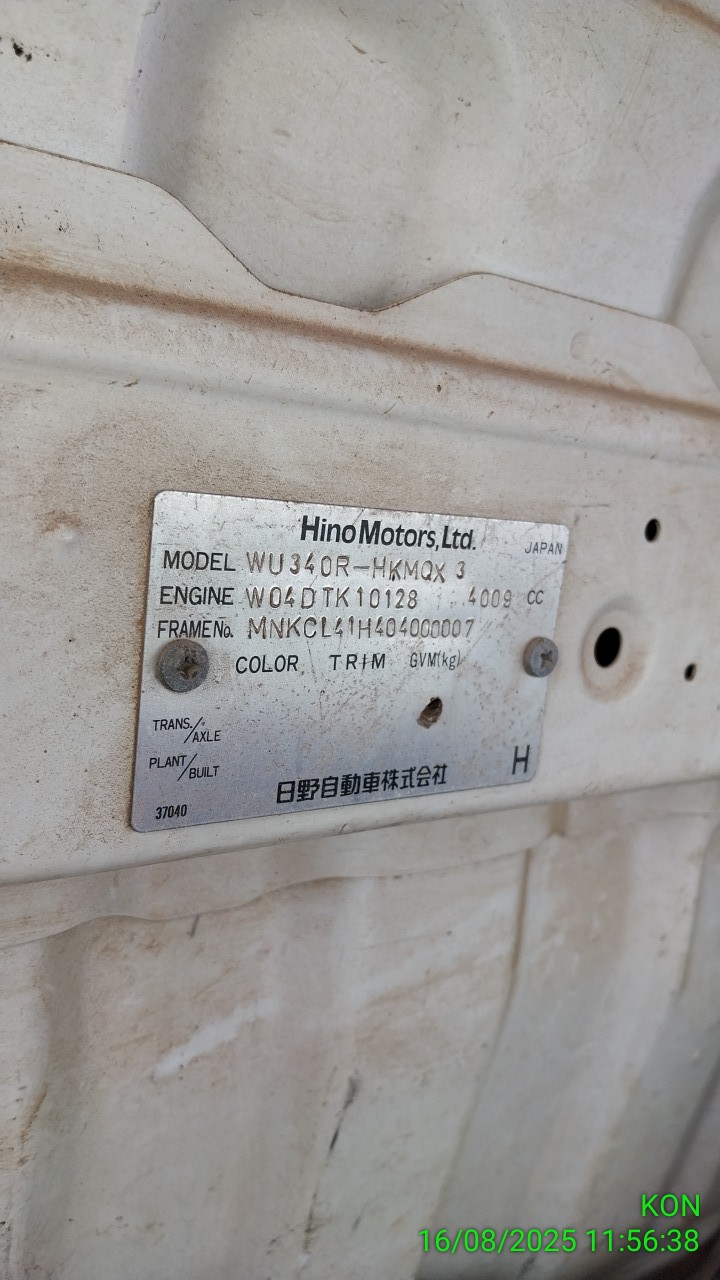 Hino Motors, Ltd.
JAPAN
MODEL WU340R-HKMQX 3
ENGINE W04DTK10128 4009 CC
FRAME No. MNKCL41H404000007
COLOR TRIM GVM(kg)
TRANS./AXLE
PLANT/BUILT
H
日野自動車株式会社
37040
KON
16/08/2025 11:56:38